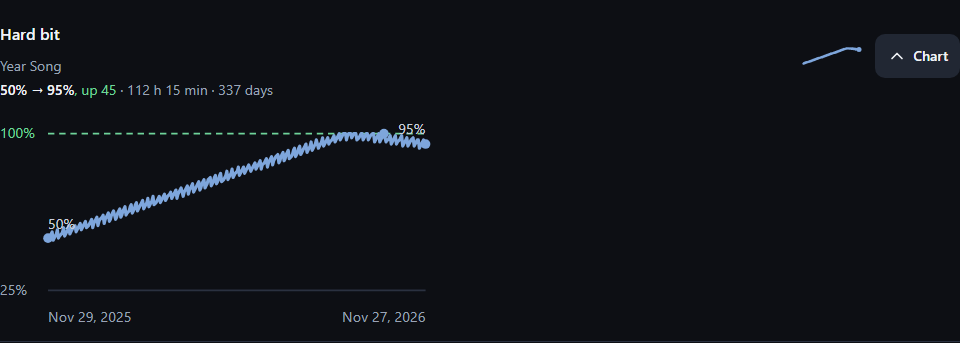 Hard bit
Chart
Year Song
50% → 95%, up 45 · 112 h 15 min · 337 days
100%
95%
50%
25%
Nov 29, 2025
Nov 27, 2026